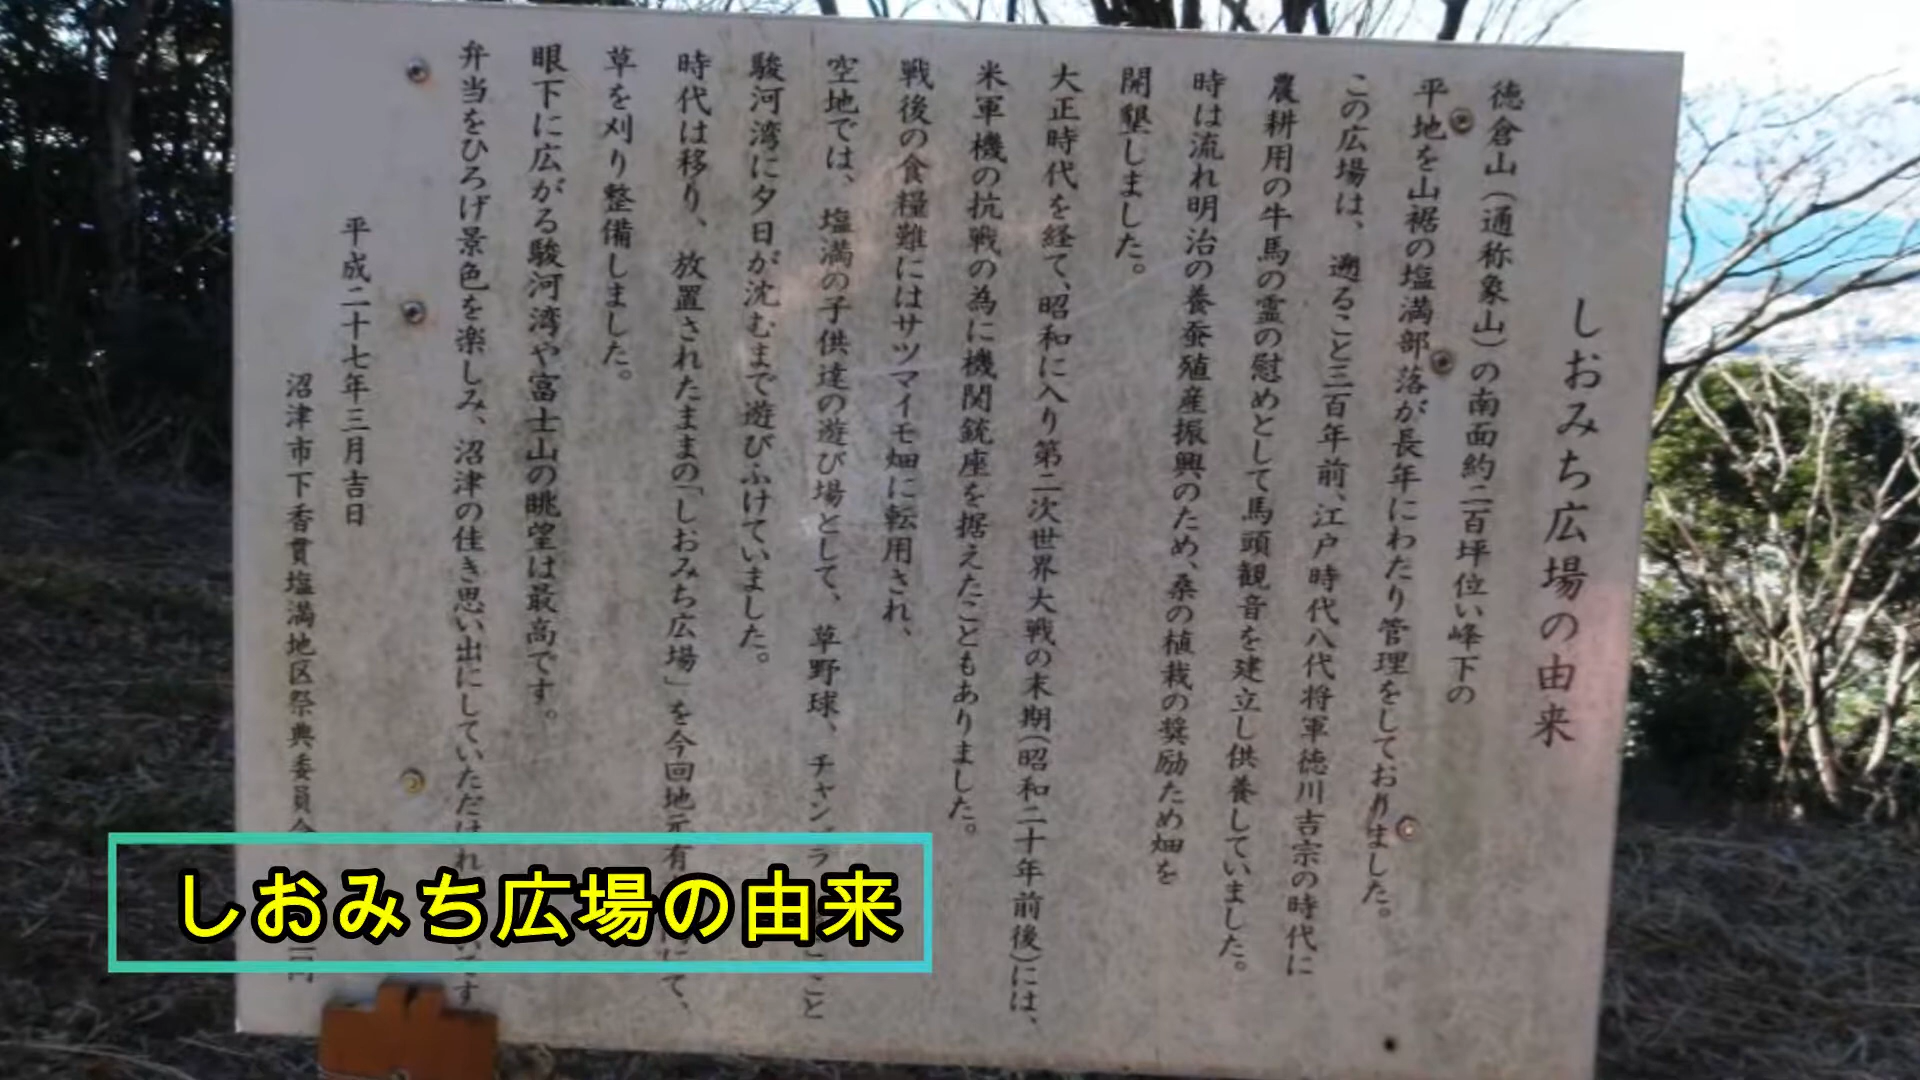 しおみち広場の由来
徳倉山(通称象山)の南面約二百坪位い峰下の
平地を山裾の塩満部落が長年にわたり管理をしておりました。
この広場は、遡ること三百年前、江戸時代八代将軍徳川吉宗の時代に
農耕用の牛馬の霊の慰めとして馬頭観音を建立し供養していました。
時は流れ明治の養蚕殖産振興のため、桑の植栽の奨励ため畑を
開墾しました。
大正時代を経て、昭和に入り第二次世界大戦の末期(昭和二十年前後)には、
米軍機の抗戦の為に機関銃座を据えたこともありました。
戦後の食糧難にはサツマイモ畑に転用され、
空地では、塩満の子供達の遊び場として、草野球、チャン
こと
駿河湾に夕日が沈むまで遊びふけていました。
時代は移り、放置されたままの「しおみち広場」を今回地元有
にて、
草を刈り整備しました。
眼下に広がる駿河湾や富士山の眺望は最高です。
弁当をひろげ景色を楽しみ、沼津の佳き思い出にしていただけれ
です
平成二十七年三月吉日
沼津市下香貫塩満地区祭典委員会
一同
しおみち広場の由来